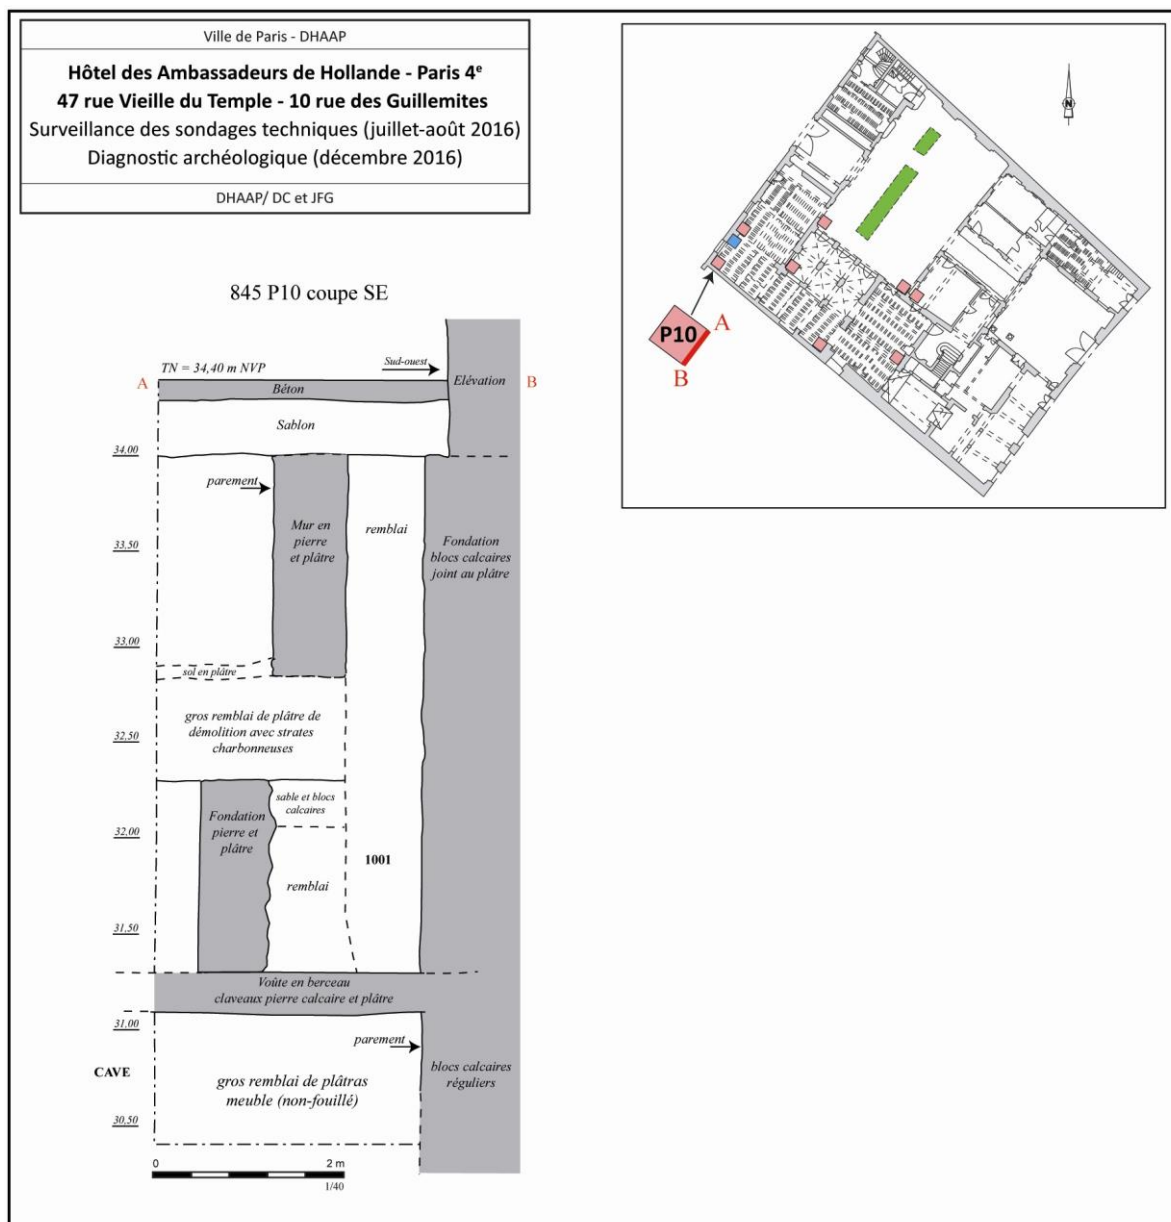 Ville de Paris - DHAAP
Hôtel des Ambassadeurs de Hollande - Paris 4e
47 rue Vieille du Temple - 10 rue des Guillemites
Surveillance des sondages techniques (juillet-août 2016)
Diagnostic archéologique (décembre 2016)
DHAAP/ DC et JFG
N
P10
A
B
845 P10 coupe SE
TN = 34,40 m NVP
Sud-ouest
A
Elévation
B
Béton
Sablon
34,00
parement
Mur en
pierre
et plâtre
remblai
Fondation
blocs calcaires
joint au plâtre
33,50
33,00
sol en plâtre
gros remblai de plâtre de
démolition avec strates
charbonneuses
32,50
sable et blocs
calcaires
Fondation
pierre et
plâtre
32,00
1001
remblai
31,50
Voûte en berceau
claveaux pierre calcaire et plâtre
31,00
parement
CAVE
gros remblai de plâtras
meuble (non-fouillé)
blocs calcaires
réguliers
30,50
0
2 m
1/40